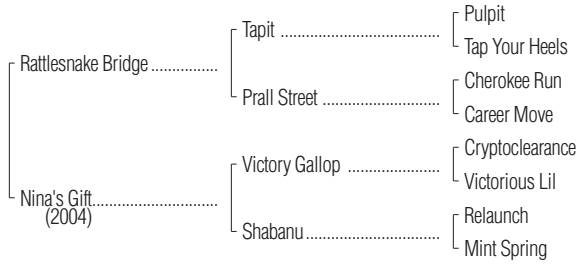 Pulpit
Tapit ..................................
Tap Your Heels
Rattlesnake Bridge ................
Cherokee Run
Prall Street ..........................
Career Move
Cryptoclearance
Victory Gallop ....................
Victorious Lil
Nina's Gift...........................
(2004)
Relaunch
Shabanu.............................
Mint Spring